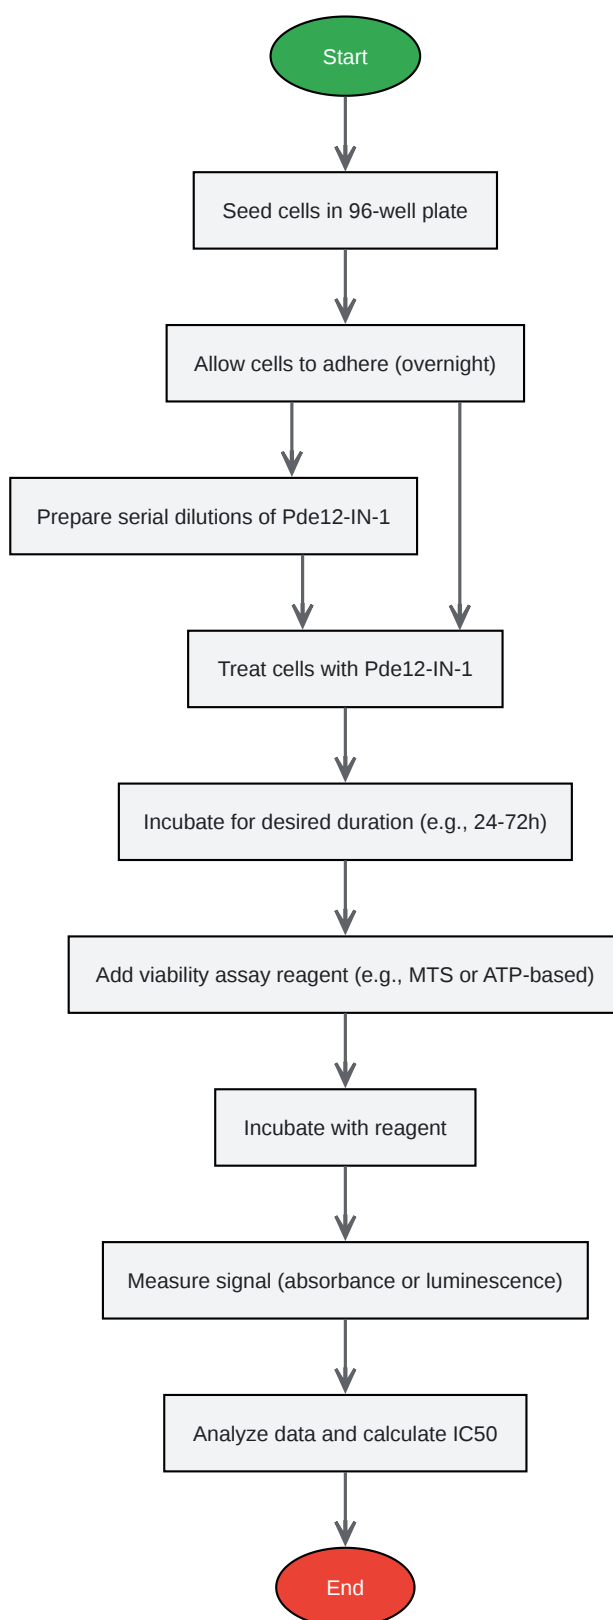 Start
Seed cells in 96-well plate
Allow cells to adhere (overnight)
Prepare serial dilutions of Pde12-IN-1
Treat cells with Pde12-IN-1
Incubate for desired duration (e.g., 24-72h)
Add viability assay reagent (e.g., MTS or ATP-based)
Incubate with reagent
Measure signal (absorbance or luminescence)
Analyze data and calculate IC50
End